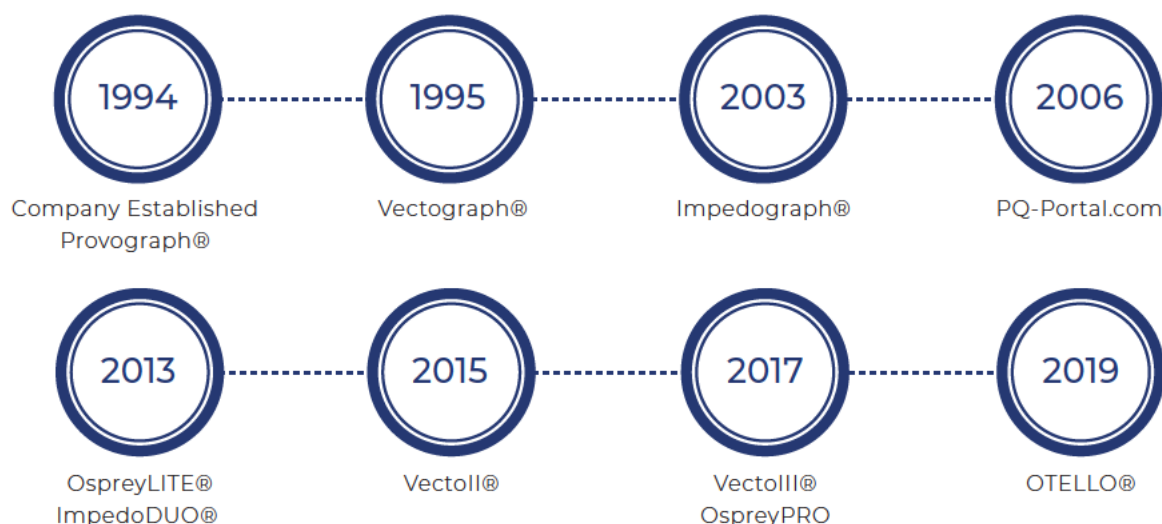 1994
1995
2003
2006
Company Established
Provograph®
Vectograph®
Impedograph®
PQ-Portal.com
2013
2015
2017
2019
OspreyLITE®
ImpedoDUO®
VectoII®
VectoIII®
OspreyPRO
OTELLO®